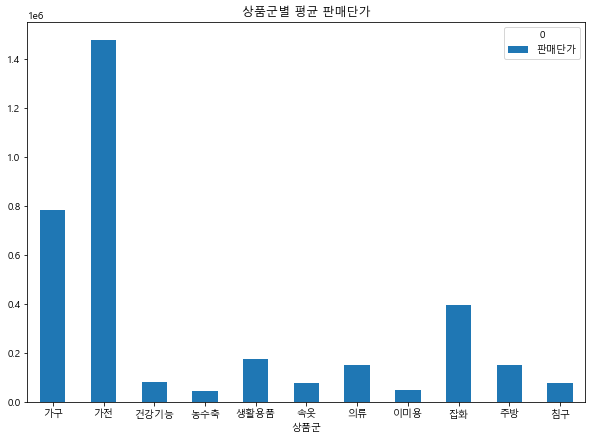 상품군별 평균 판매단가
1e6
0
판매단가
1.4
1.2
1.0
0.8
0.6
0.4
0.2
0.0
가구 가전 건강기능 농수축 생활용품 속옷 의류 이미용 잡화 주방 침구
상품군